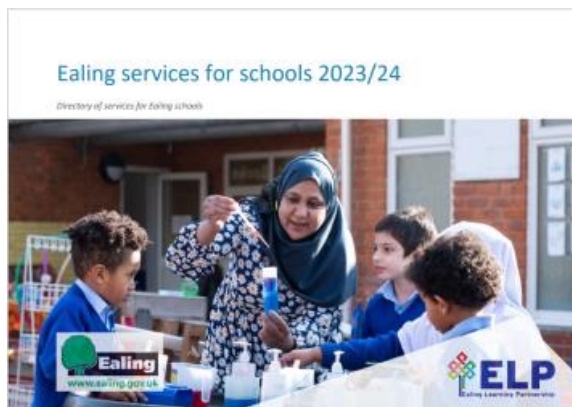 Ealing services for schools 2023/24
Directory of services for Ealing schools
Ealing
www.ealing.gov.uk
ELP
Ealing Learning Partnership